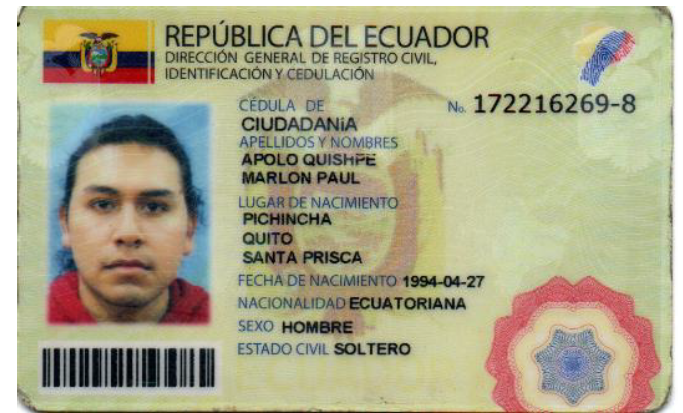 REPÚBLICA DEL ECUADOR
DIRECCIÓN GENERAL DE REGISTRO CIVIL,
IDENTIFICACIÓN Y CEDULACIÓN
CÉDULA DE No. 172216269-8
CIUDADANÍA
APELLIDOS Y NOMBRES
APOLO QUISHPE
MARLON PAUL
LUGAR DE NACIMIENTO
PICHINCHA
QUITO
SANTA PRISCA
FECHA DE NACIMIENTO 1994-04-27
NACIONALIDAD ECUATORIANA
SEXO HOMBRE
ESTADO CIVIL SOLTERO